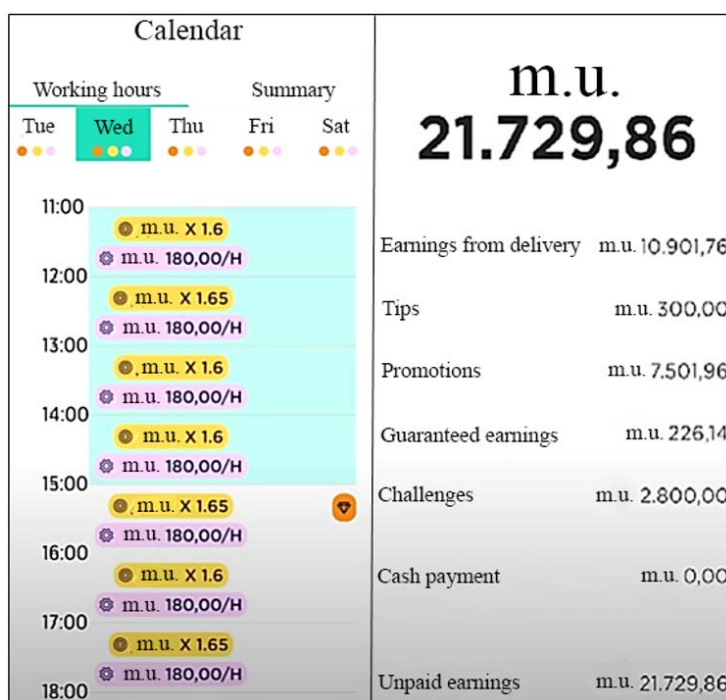 Calendar
Working hours Summary
Tue Wed Thu Fri Sat
11:00
m.u. X 1.6
m.u. 180,00/H
12:00
m.u. X 1.65
m.u. 180,00/H
13:00
m.u. X 1.6
m.u. 180,00/H
14:00
m.u. X 1.6
m.u. 180,00/H
15:00
m.u. X 1.65
m.u. 180,00/H
16:00
m.u. X 1.6
m.u. 180,00/H
17:00
m.u. X 1.65
m.u. 180,00/H
18:00
m.u.
21.729,86
Earnings from delivery m.u. 10.901,76
Tips m.u. 300,00
Promotions m.u. 7.501,96
Guaranteed earnings m.u. 226,14
Challenges m.u. 2.800,00
Cash payment m.u. 0,00
Unpaid earnings m.u. 21.729,86